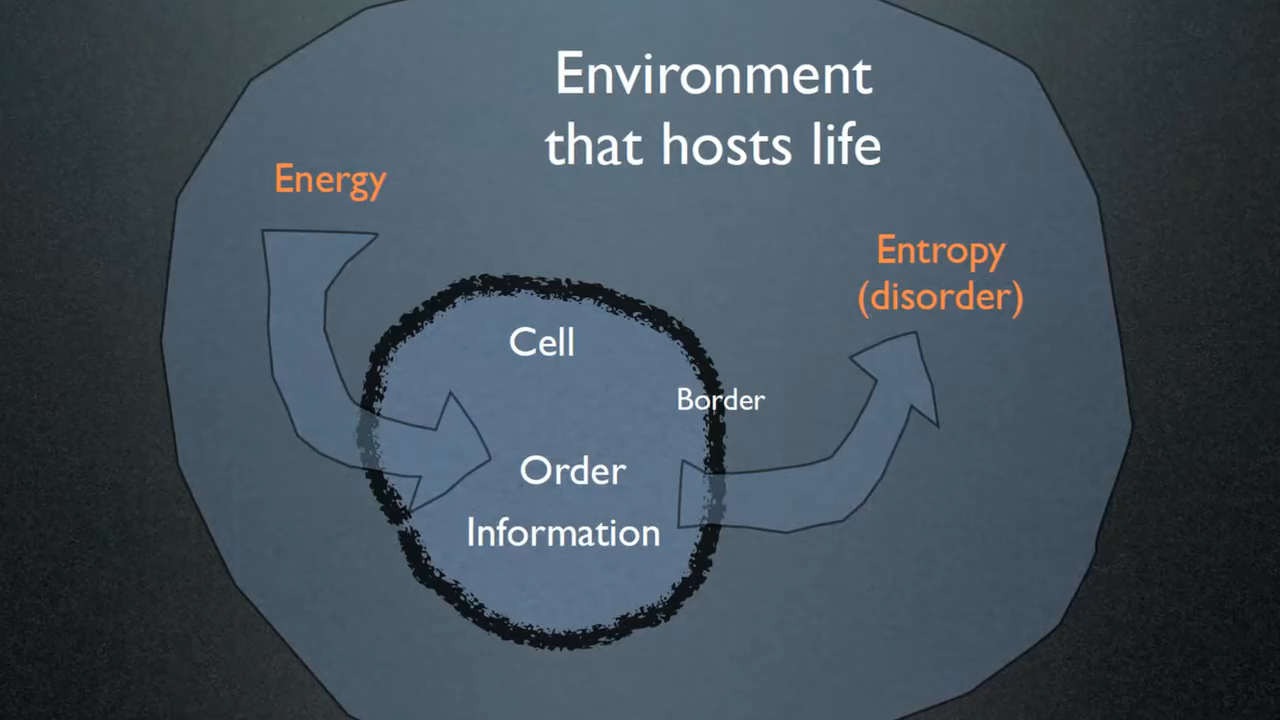 Environment
that hosts life
Energy
Entropy
(disorder)
Cell
Border
Order
Information